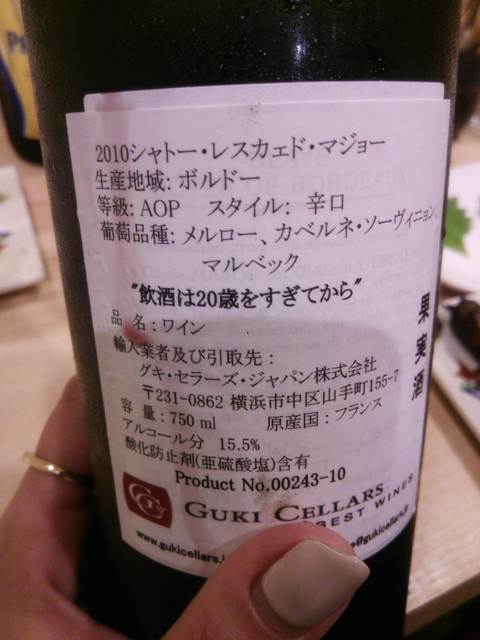 2010シャトー・レスカェド・マジョー
生産地域: ボルドー
等級: AOP スタイル: 辛口
葡萄品種: メルロー、カベルネ・ソーヴィニョン、
マルベック
"飲酒は20歳をすぎてから"
品 名 : ワイン
輸入業者及び引取先 :
グキ・セラーズ・ジャパン株式会社
〒231-0862 横浜市中区山手町155-7
容 量 : 750 ml 原産国 : フランス
アルコール分 15.5%
酸化防止剤(亜硫酸塩)含有
Product No.00243-10
果実酒
GUKI CELLARS
BEST WINES
www.gukicellars.
@gukicellars.